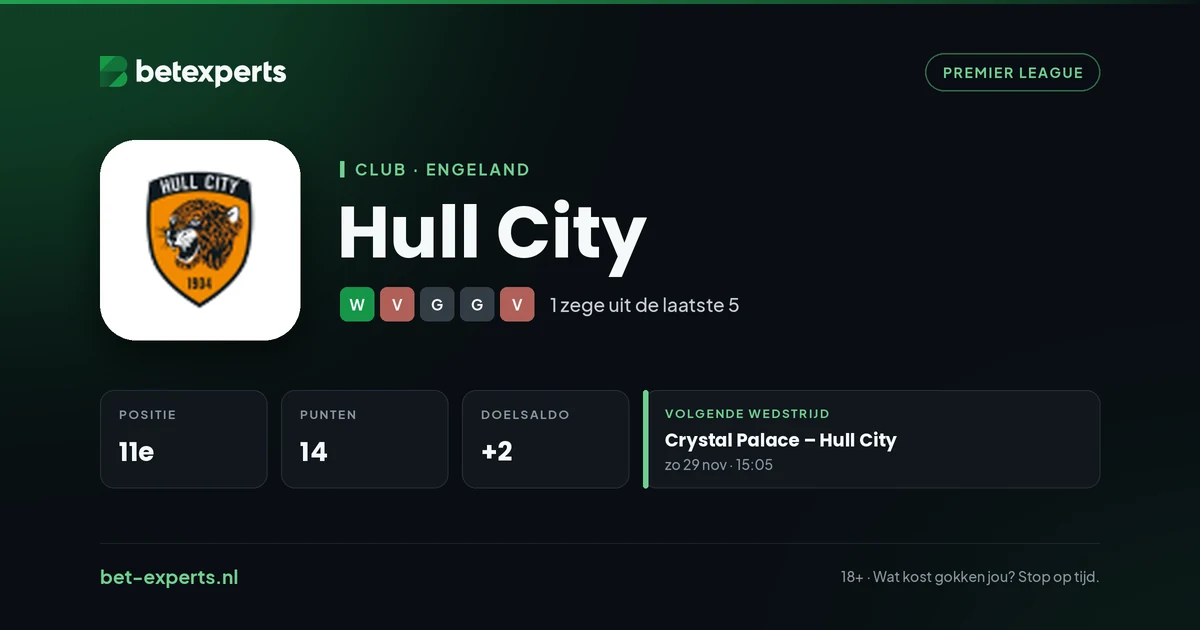 betexperts
PREMIER LEAGUE
HULL CITY
1934
CLUB · ENGELAND
Hull City
W V G G V 1 zege uit de laatste 5
POSITIE
11e
PUNTEN
14
DOELSALDO
+2
VOLGENDE WEDSTRIJD
Crystal Palace – Hull City
zo 29 nov · 15:05
bet-experts.nl
18+ · Wat kost gokken jou? Stop op tijd.